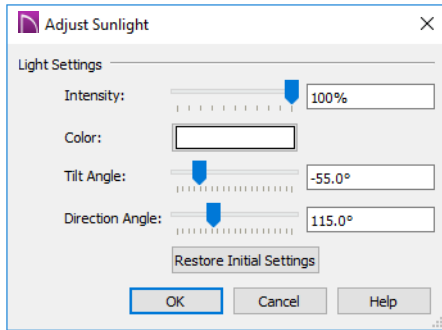 Adjust Sunlight
Light Settings
Intensity: 100%
Color:
Tilt Angle: -55.0°
Direction Angle: 115.0°
Restore Initial Settings
OK Cancel Help